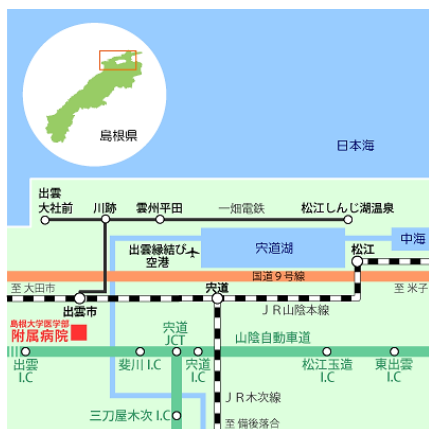 島根県
日本海
出雲
大社前
川跡
雲州平田
一畑電鉄
松江しんじ湖温泉
出雲縁結び
空港
宍道湖
松江
中海
国道9号線
至 大田市
至 米子
出雲市
宍道
JR山陰本線
島根大学医学部
附属病院
宍道
JCT
山陰自動車道
出雲
I.C
斐川 I.C
宍道
I.C
松江玉造
I.C
東出雲
I.C
JR木次線
三刀屋木次 I.C
至 備後落合